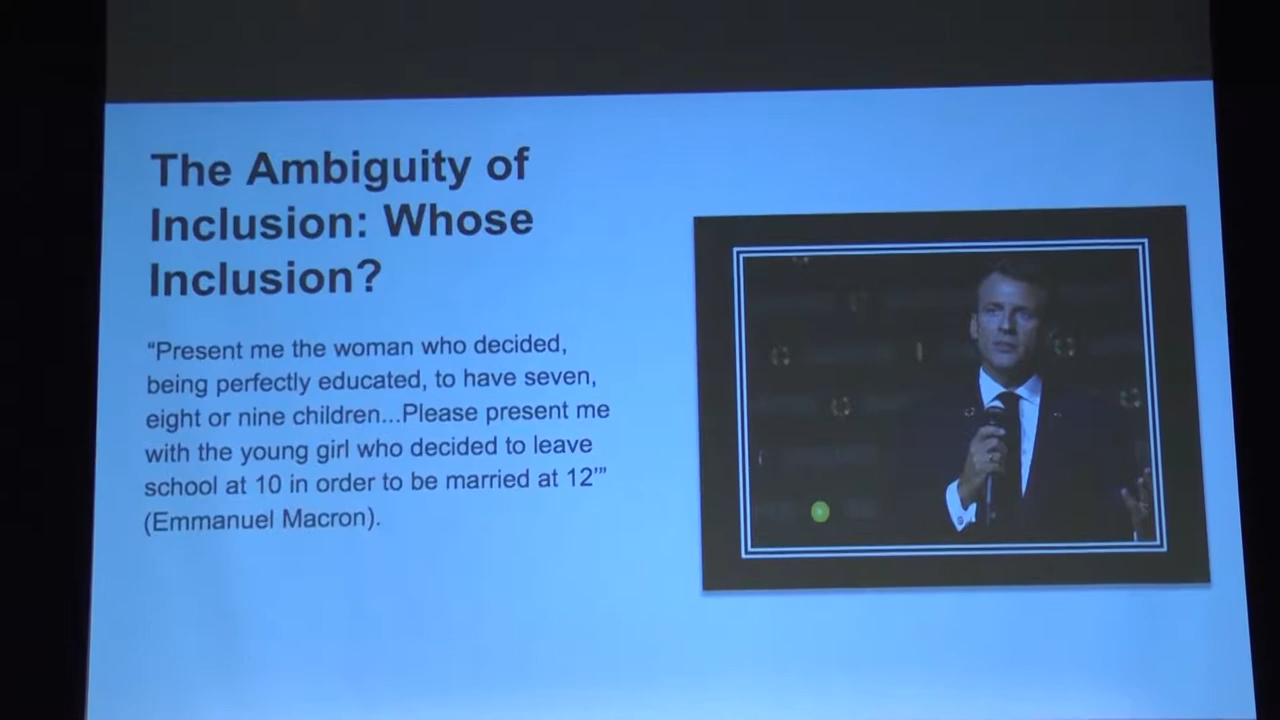 The Ambiguity of
Inclusion: Whose
Inclusion?
“Present me the woman who decided,
being perfectly educated, to have seven,
eight or nine children...Please present me
with the young girl who decided to leave
school at 10 in order to be married at 12’”
(Emmanuel Macron).